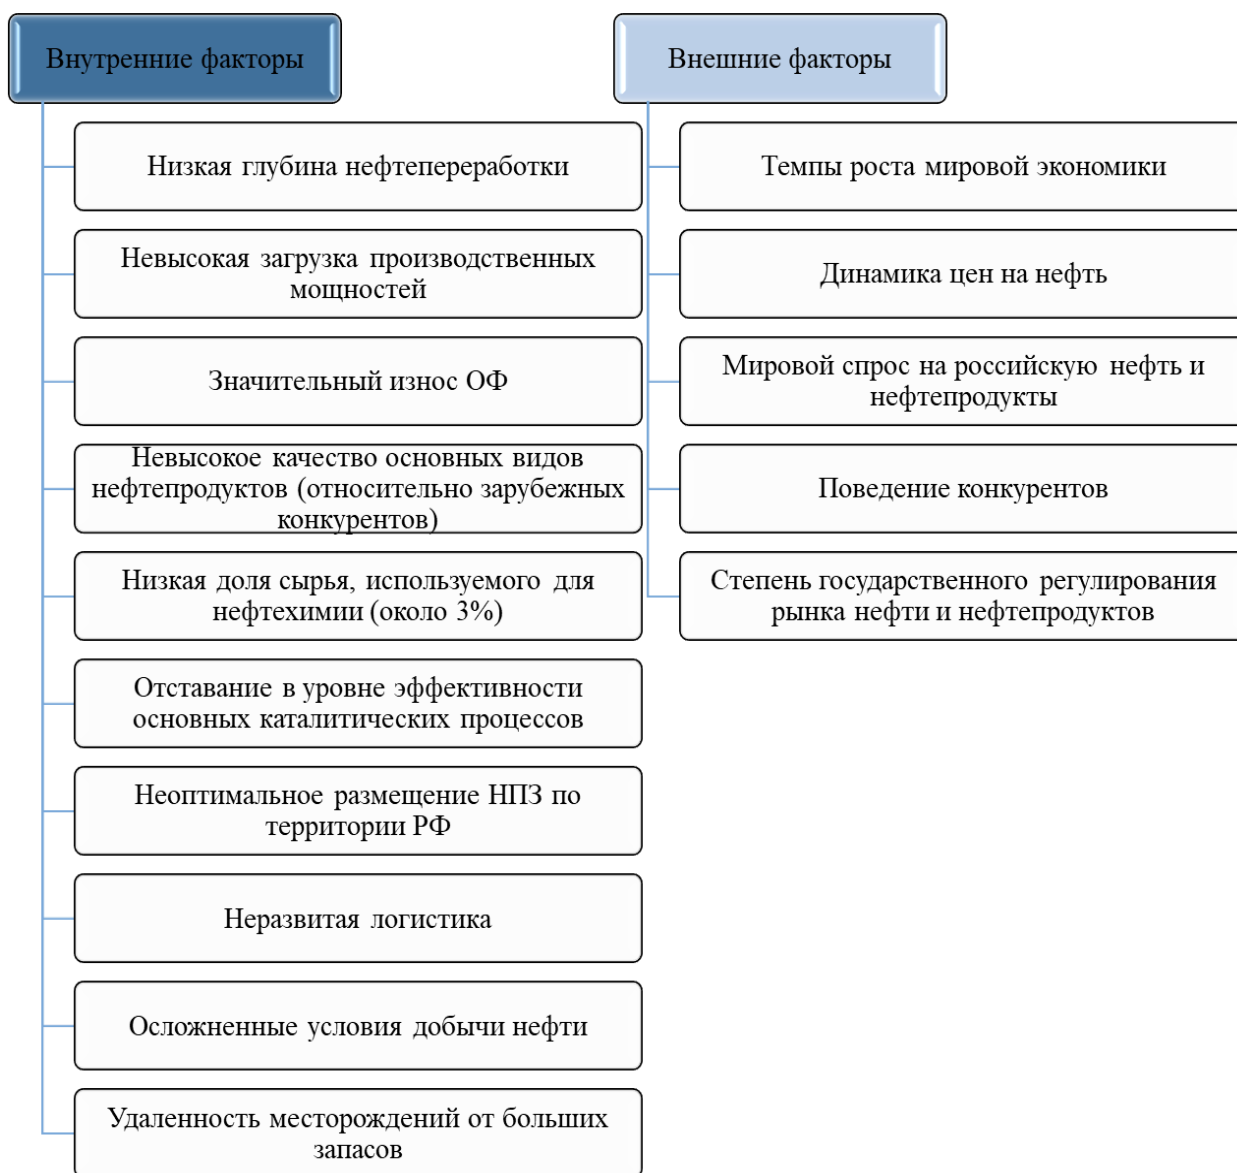 Внутренние факторы
Низкая глубина нефтепереработки
Невысокая загрузка производственных
мощностей
Значительный износ ОФ
Невысокое качество основных видов
нефтепродуктов (относительно зарубежных
конкурентов)
Низкая доля сырья, используемого для
нефтехимии (около 3%)
Отставание в уровне эффективности
основных каталитических процессов
Неоптимальное размещение НПЗ по
территории РФ
Неразвитая логистика
Осложненные условия добычи нефти
Удаленность месторождений от больших
запасов
Внешние факторы
Темпы роста мировой экономики
Динамика цен на нефть
Мировой спрос на российскую нефть и
нефтепродукты
Поведение конкурентов
Степень государственного регулирования
рынка нефти и нефтепродуктов